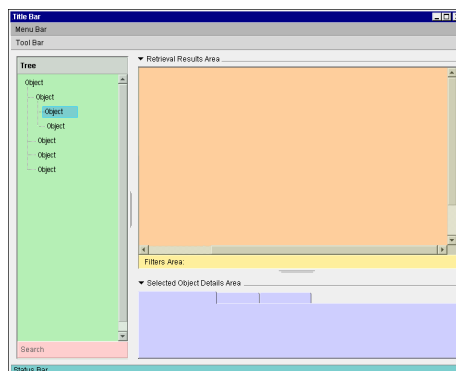 Title Bar
Menu Bar
Tool Bar
Tree
Object
Object
Object
Object
Object
Object
Object
Search
Retrieval Results Area
Filters Area:
Selected Object Details Area
Status Bar